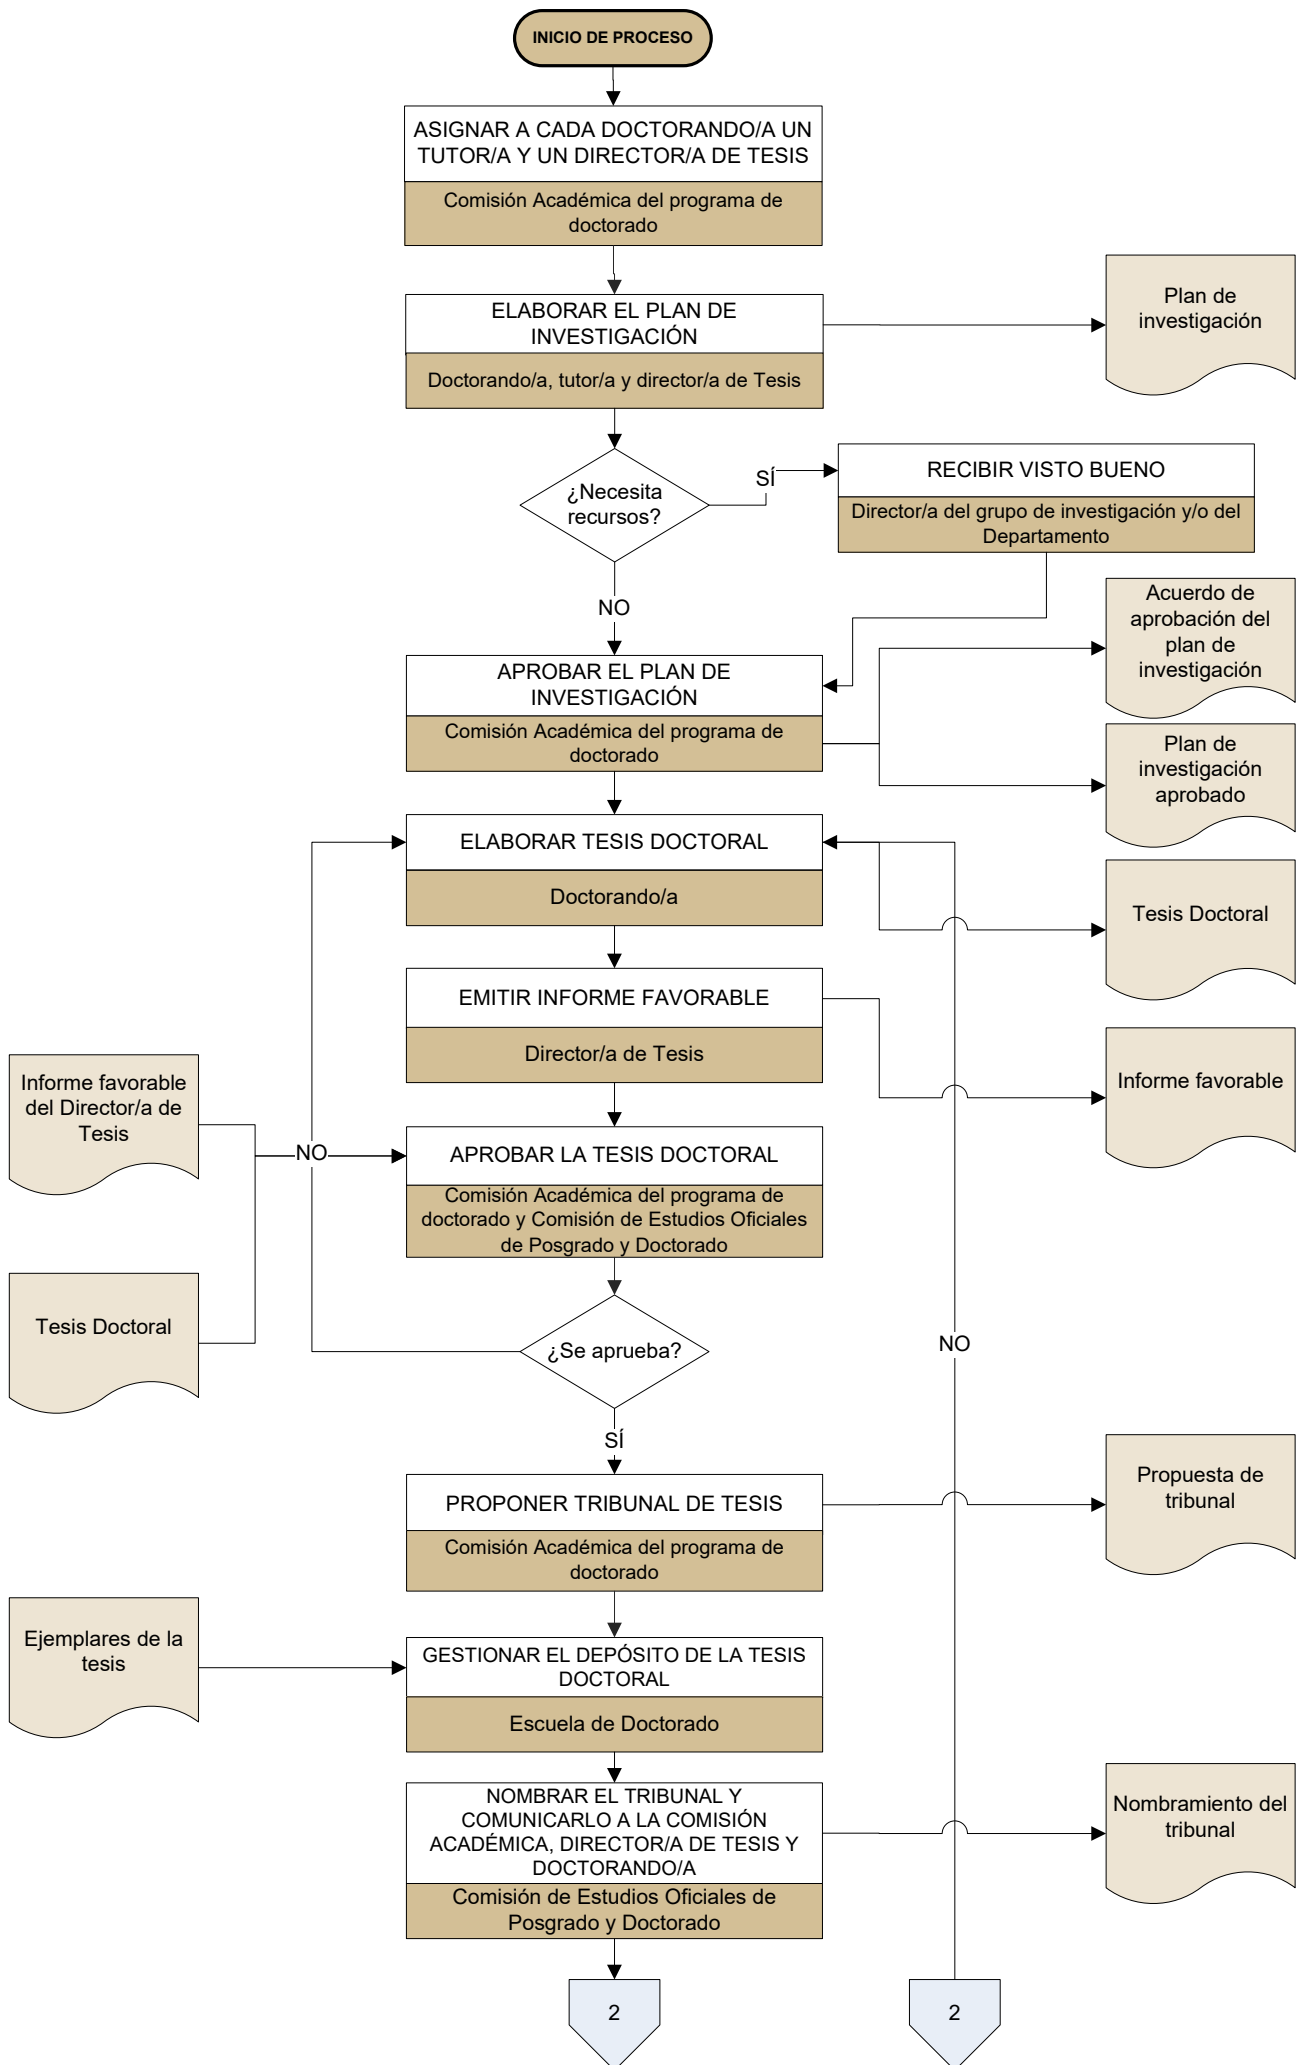 INICIO DE PROCESO
ASIGNAR A CADA DOCTORANDO/A UN
TUTOR/A Y UN DIRECTOR/A DE TESIS
Comisión Académica del programa de
doctorado
ELABORAR EL PLAN DE
INVESTIGACIÓN
Doctorando/a, tutor/a y director/a de Tesis
Plan de
investigación
¿Necesita
recursos?
SÍ
RECIBIR VISTO BUENO
Director/a del grupo de investigación y/o del
Departamento
NO
APROBAR EL PLAN DE
INVESTIGACIÓN
Comisión Académica del programa de
doctorado
Acuerdo de
aprobación del
plan de
investigación
Plan de
investigación
aprobado
ELABORAR TESIS DOCTORAL
Doctorando/a
Tesis Doctoral
EMITIR INFORME FAVORABLE
Director/a de Tesis
Informe favorable
Informe favorable
del Director/a de
Tesis
NO
APROBAR LA TESIS DOCTORAL
Comisión Académica del programa de
doctorado y Comisión de Estudios Oficiales
de Posgrado y Doctorado
Tesis Doctoral
¿Se aprueba?
NO
SÍ
PROPONER TRIBUNAL DE TESIS
Comisión Académica del programa de
doctorado
Propuesta de
tribunal
Ejemplares de la
tesis
GESTIONAR EL DEPÓSITO DE LA TESIS
DOCTORAL
Escuela de Doctorado
NOMBRAR EL TRIBUNAL Y
COMUNICARLO A LA COMISIÓN
ACADÉMICA, DIRECTOR/A DE TESIS Y
DOCTORANDO/A
Comisión de Estudios Oficiales de
Posgrado y Doctorado
Nombramiento del
tribunal
2
2